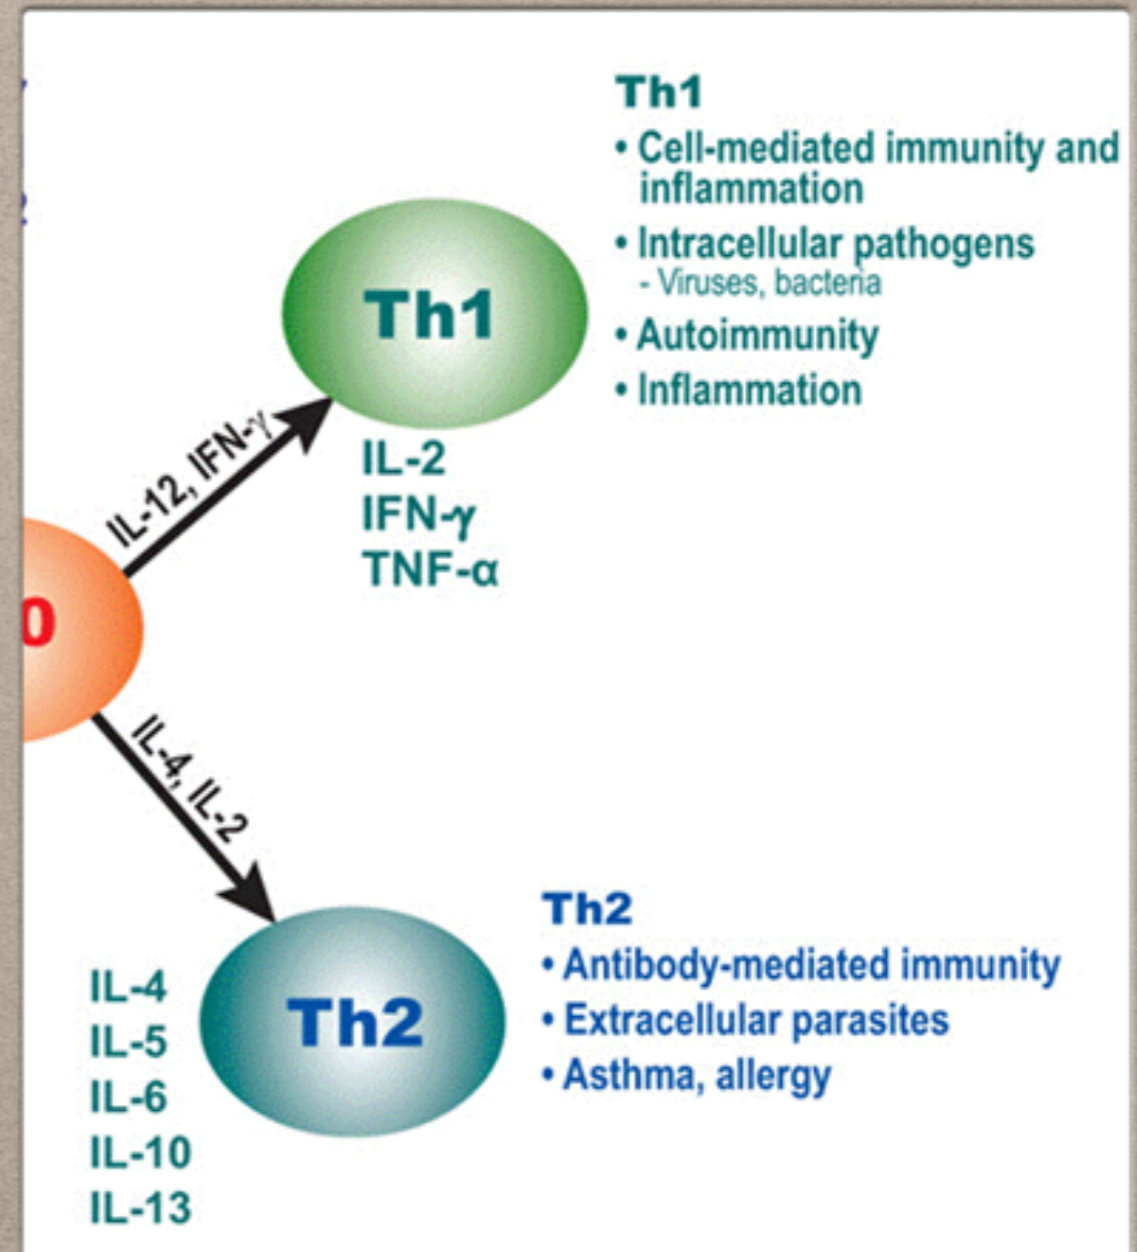 Th1
• Cell-mediated immunity and
inflammation
• Intracellular pathogens
- Viruses, bacteria
• Autoimmunity
• Inflammation
Th1
IL-12, IFN-γ
IL-2
IFN-γ
TNF-α
0
IL-4, IL-2
Th2
• Antibody-mediated immunity
• Extracellular parasites
• Asthma, allergy
Th2
IL-4
IL-5
IL-6
IL-10
IL-13